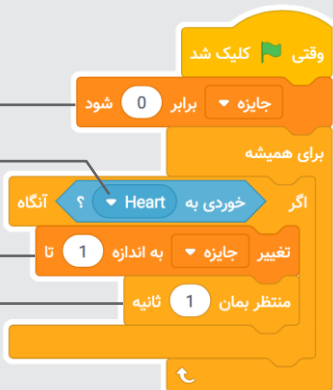 وقتی کلیک شد
جایزه برابر 0 شود
برای همیشه
اگر خوردی به Heart ؟ آنگاه
تغییر جایزه به اندازه 1 تا
منتظر بمان 1 ثانیه